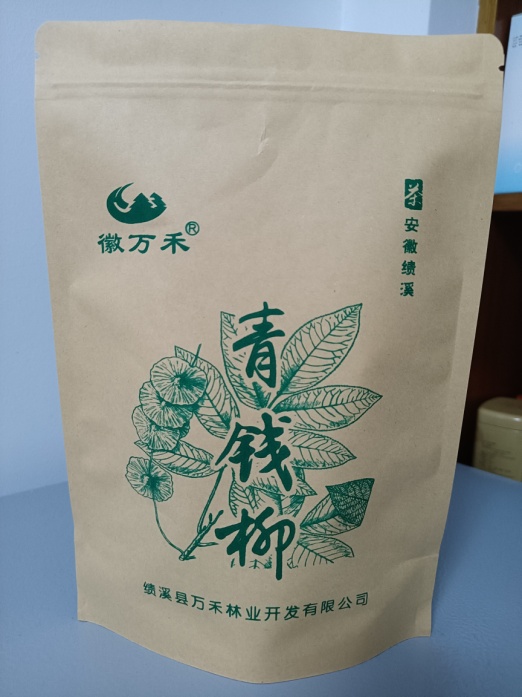 徽万禾®
茶
安徽绩溪
青钱柳
绩溪县万禾林业开发有限公司